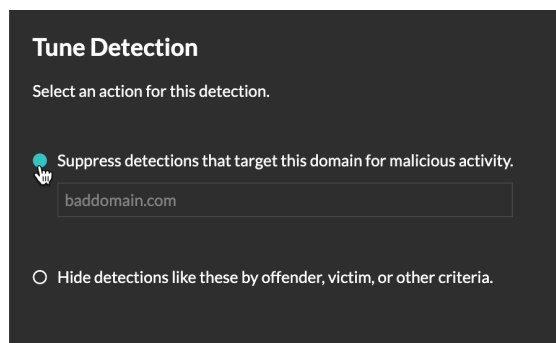 Tune Detection
Select an action for this detection.
Suppress detections that target this domain for malicious activity.
baddomain.com
Hide detections like these by offender, victim, or other criteria.